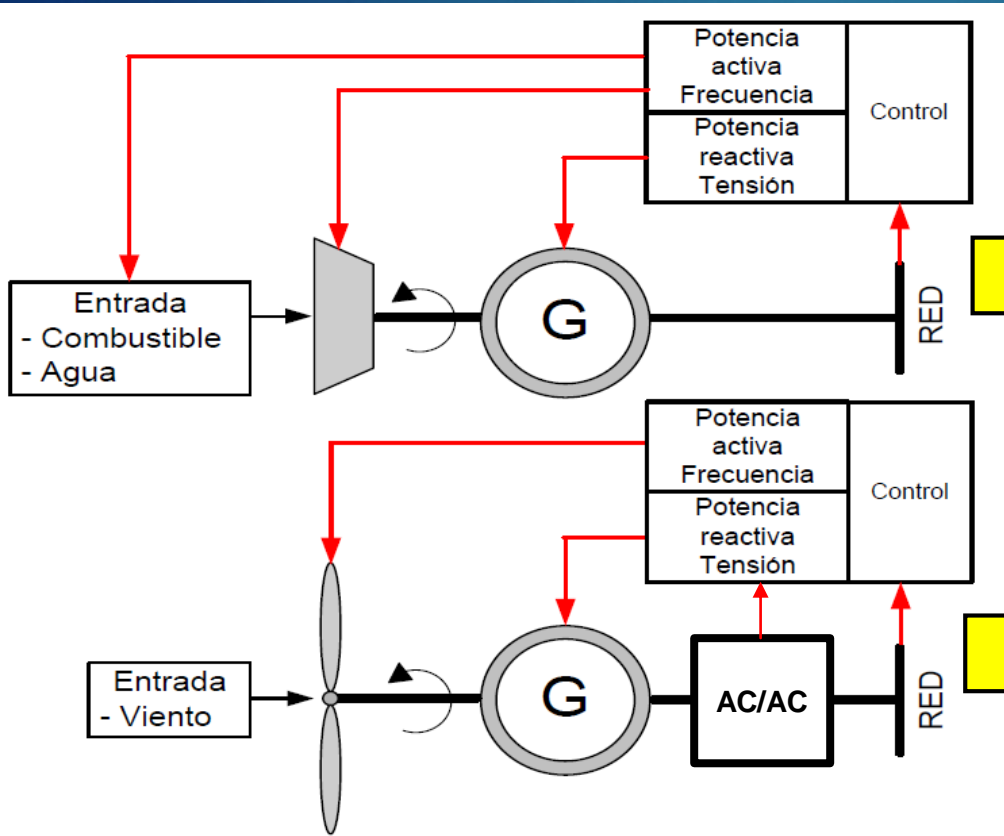 Potencia
activa
Frecuencia
Potencia
reactiva
Tensión
Control
Entrada
- Combustible
- Agua
G
RED
Potencia
activa
Frecuencia
Potencia
reactiva
Tensión
Control
Entrada
- Viento
G
AC/AC
RED